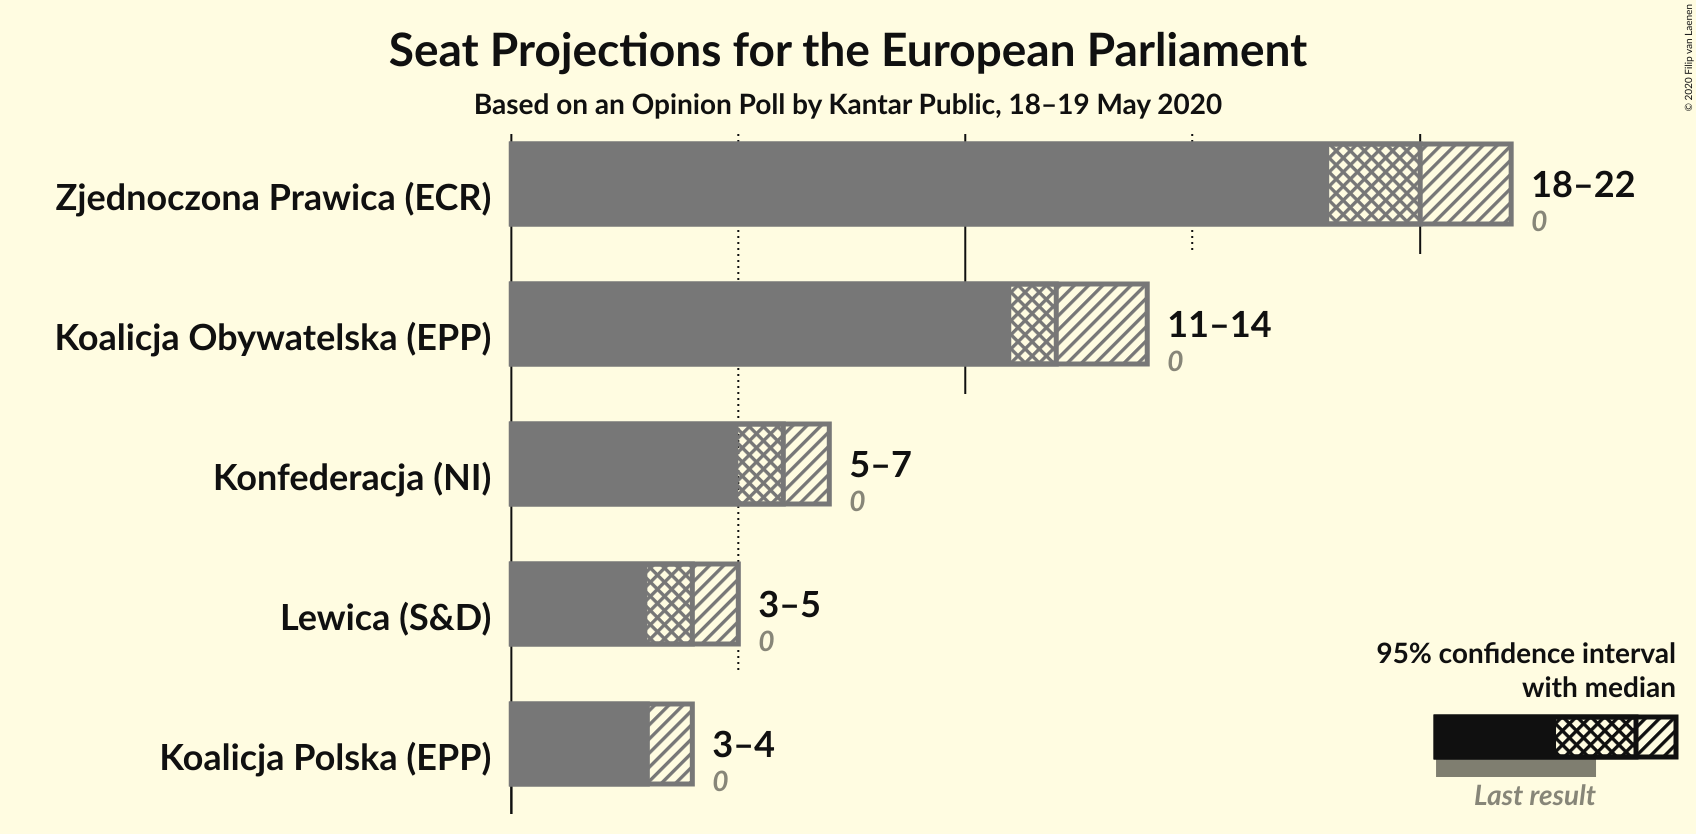 Seat Projections for the European Parliament
Based on an Opinion Poll by Kantar Public, 18–19 May 2020
© 2020 Filip van Laenen
Zjednoczona Prawica (ECR)
18–22
0
Koalicja Obywatelska (EPP)
11–14
0
Konfederacja (NI)
5–7
0
Lewica (S&D)
3–5
0
Koalicja Polska (EPP)
3–4
0
95% confidence interval
with median
Last result